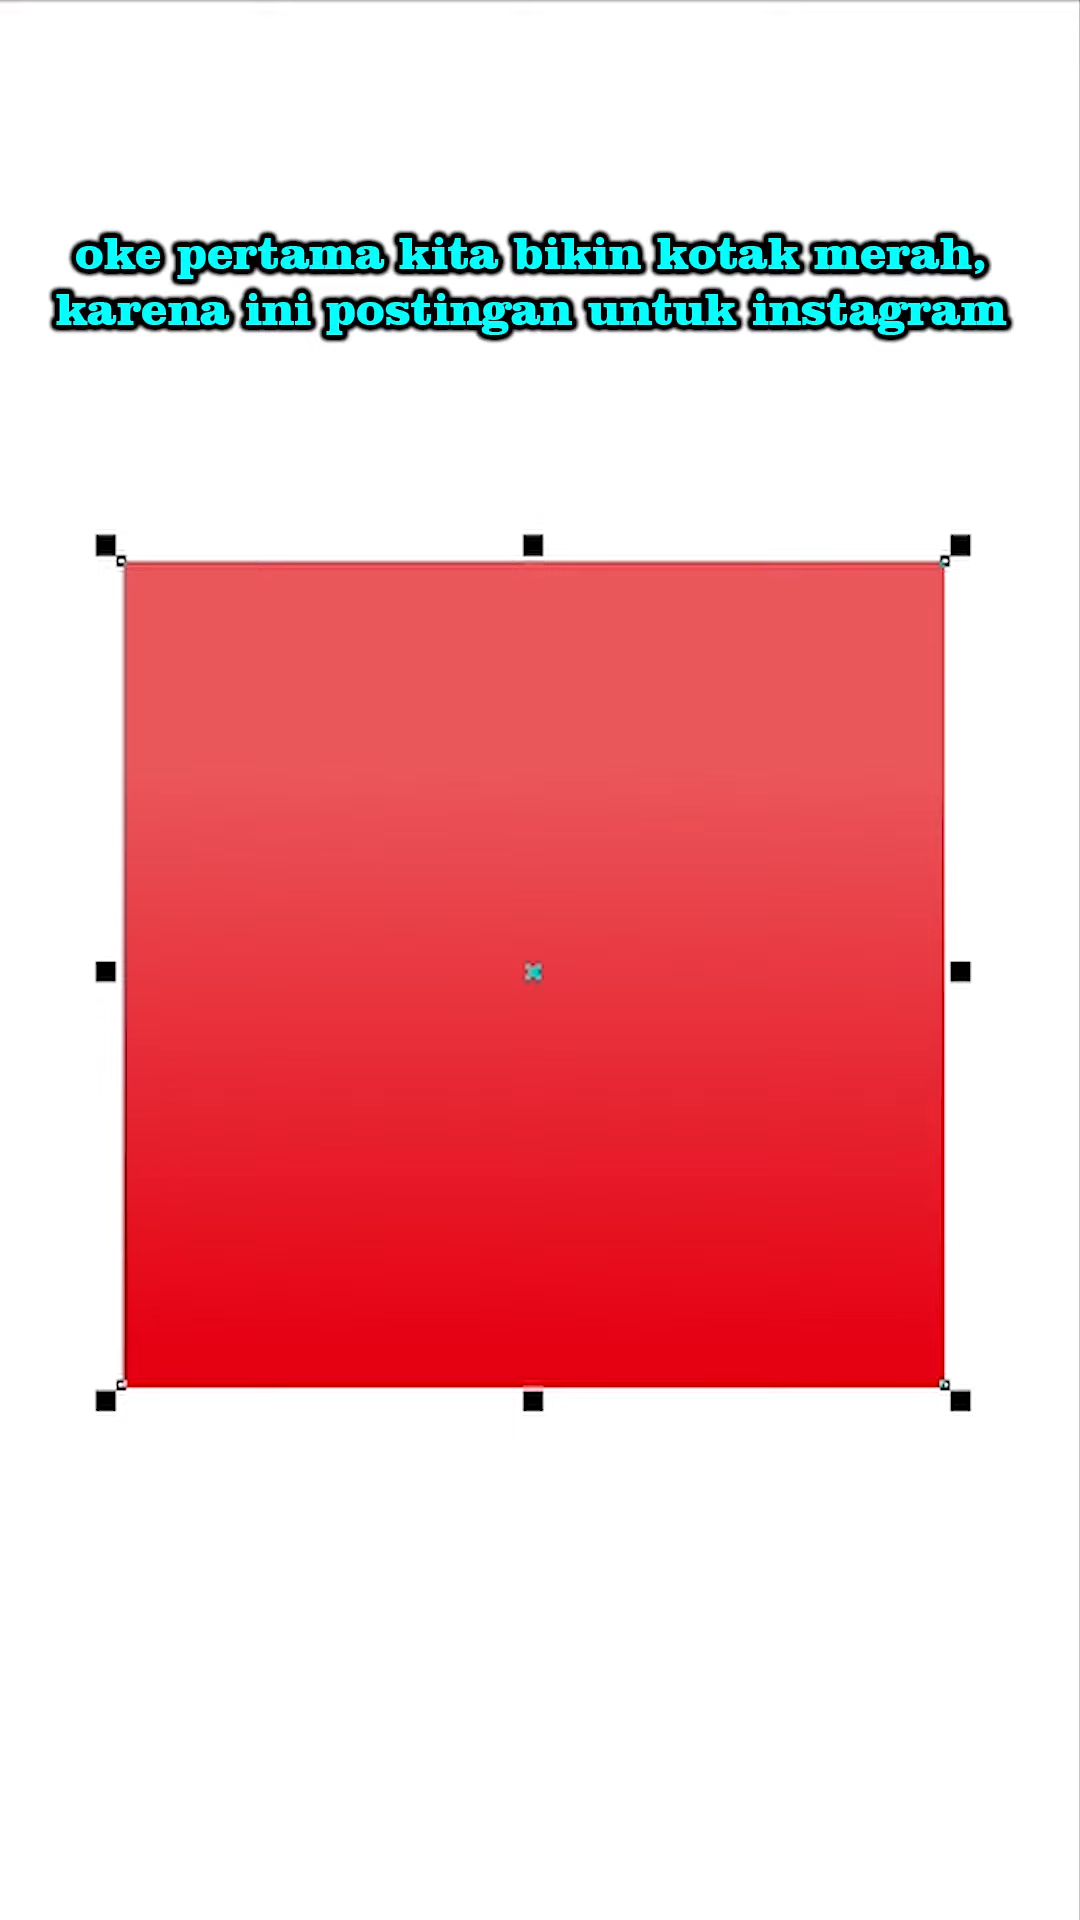 oke pertama kita bikin kotak merah,
karena ini postingan untuk instagram